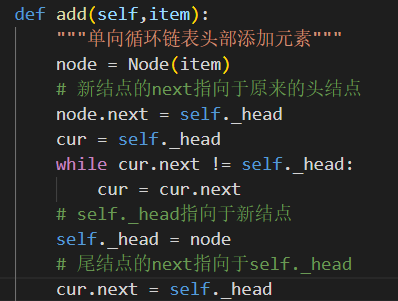 def add(self,item):
"""单向循环链表头部添加元素"""
node = Node(item)
# 新结点的next指向于原来的头结点
node.next = self._head
cur = self._head
while cur.next != self._head:
cur = cur.next
# self._head指向于新结点
self._head = node
# 尾结点的next指向于self._head
cur.next = self._head